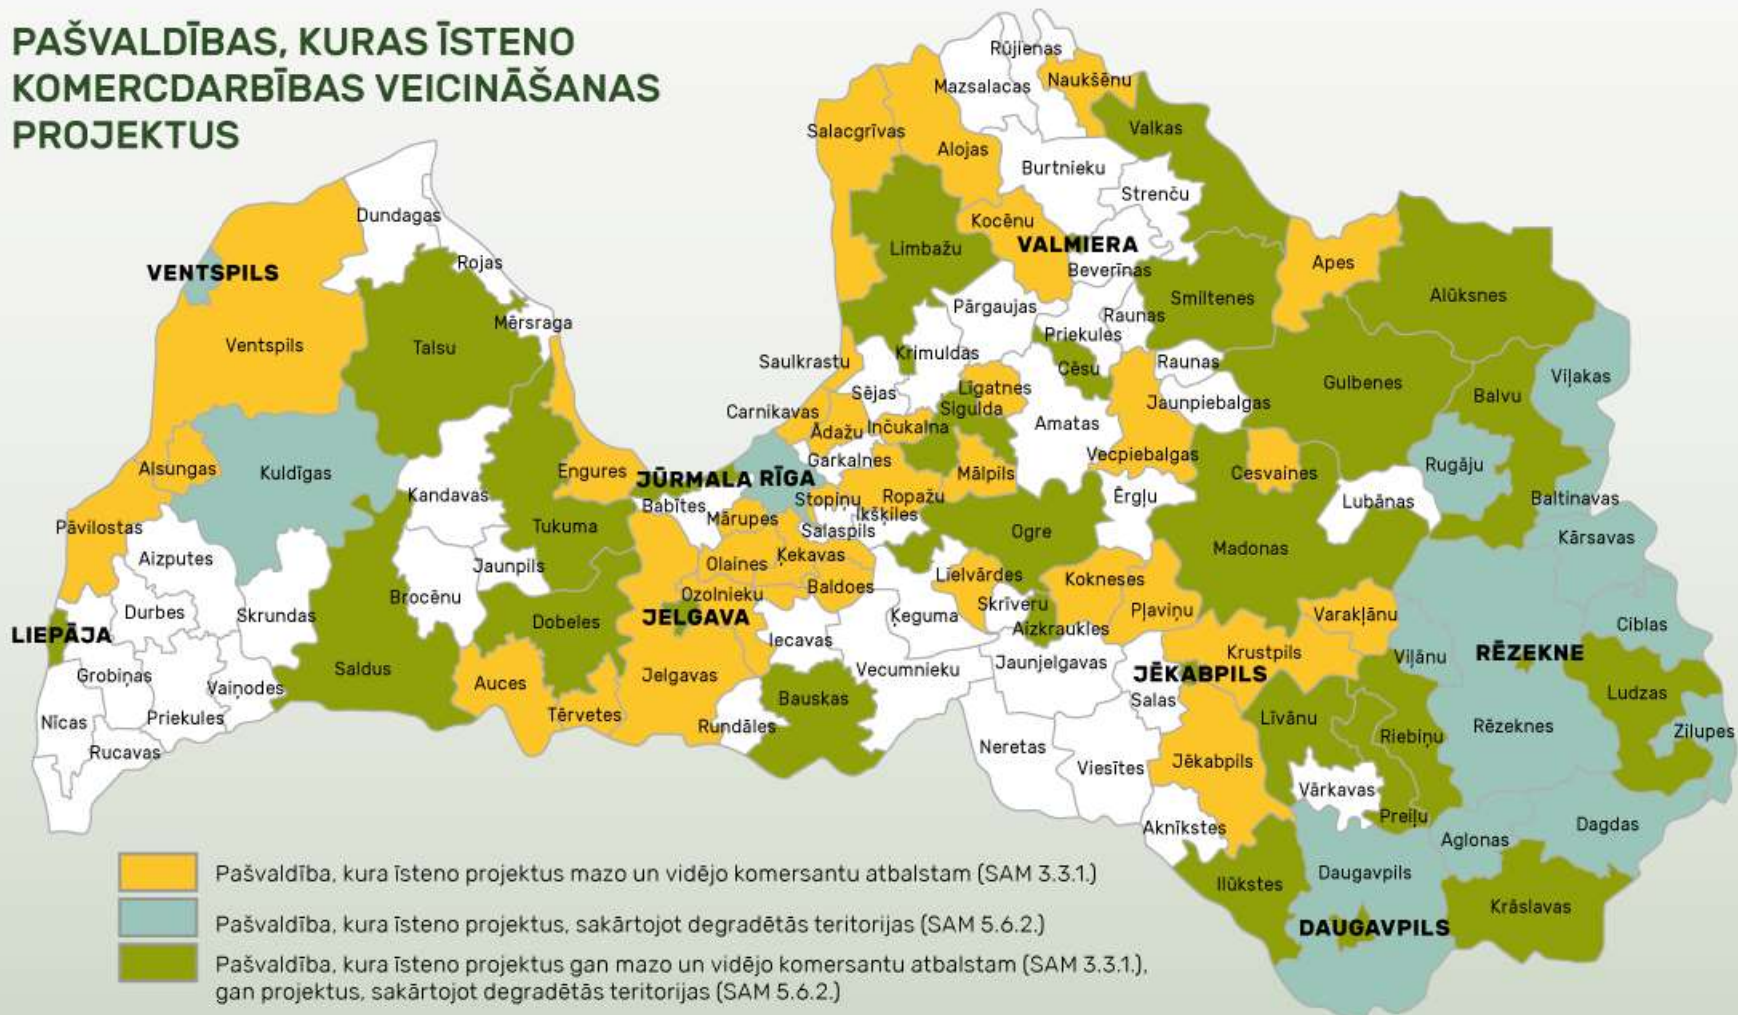 PAŠVALDĪBAS, KURAS ĪSTENO
KOMERCDARBĪBAS VEICINĀŠANAS
PROJEKTUS
Rūjienas
Mazsalacas
Naukšēnu
Salacgrīvas
Alojas
Valkas
Burtnieku
Strenču
Dundagas
Kocēnu
Limbažu
VALMIERA
Rojas
VENTSPILS
Beverīnas
Apes
Smiltenes
Alūksnes
Pārgaujas
Raunas
Mērsraga
Priekules
Ventspils
Talsu
Krimuldas
Saulkrastu
Cēsu
Raunas
Gulbenes
Viļakas
Sējas
Līgatnes
Balvu
Carnikavas
Sigulda
Jaunpiebalgas
Ādažu
Inčukalna
Amatas
Garkalnes
Vecpiebalgas
Alsungas
Kuldīgas
Engures
JŪRMALA
RĪGA
Mālpils
Cesvaines
Rugāju
Kandavas
Babītes
Stopiņu
Ropažu
Ērgļu
Lubānas
Baltinavas
Pāvilostas
Tukuma
Mārupes
Ikšķiles
Salaspils
Ogre
Kārsavas
Aizputes
Jaunpils
Olaines
Ķekavas
Madonas
Lielvārdes
Kokneses
Baldoes
Ozolnieku
Brocēnu
Durbes
Skrundas
Skrīveru
Pļaviņu
Varakļānu
Ķeguma
JELGAVA
Dobeles
Aizkraukles
Ciblas
LIEPĀJA
Iecavas
Krustpils
RĒZEKNE
Viļānu
Saldus
Vecumnieku
Jaunjelgavas
JĒKABPILS
Grobiņas
Vaiņodes
Auces
Jelgavas
Bauskas
Salas
Ludzas
Nīcas
Priekules
Tērvetes
Rundāles
Līvānu
Rēzeknes
Zilupes
Riebiņu
Rucavas
Neretas
Viesītes
Jēkabpils
Vārkavas
Preiļu
Aknīkstes
Dagdas
Aglonas
Daugavpils
Ilūkstes
Krāslavas
DAUGAVPILS
Pašvaldība, kura īsteno projektus mazo un vidējo komersantu atbalstam (SAM 3.3.1.)
Pašvaldība, kura īsteno projektus, sakārtojot degradētās teritorijas (SAM 5.6.2.)
Pašvaldība, kura īsteno projektus gan mazo un vidējo komersantu atbalstam (SAM 3.3.1.),
gan projektus, sakārtojot degradētās teritorijas (SAM 5.6.2.)